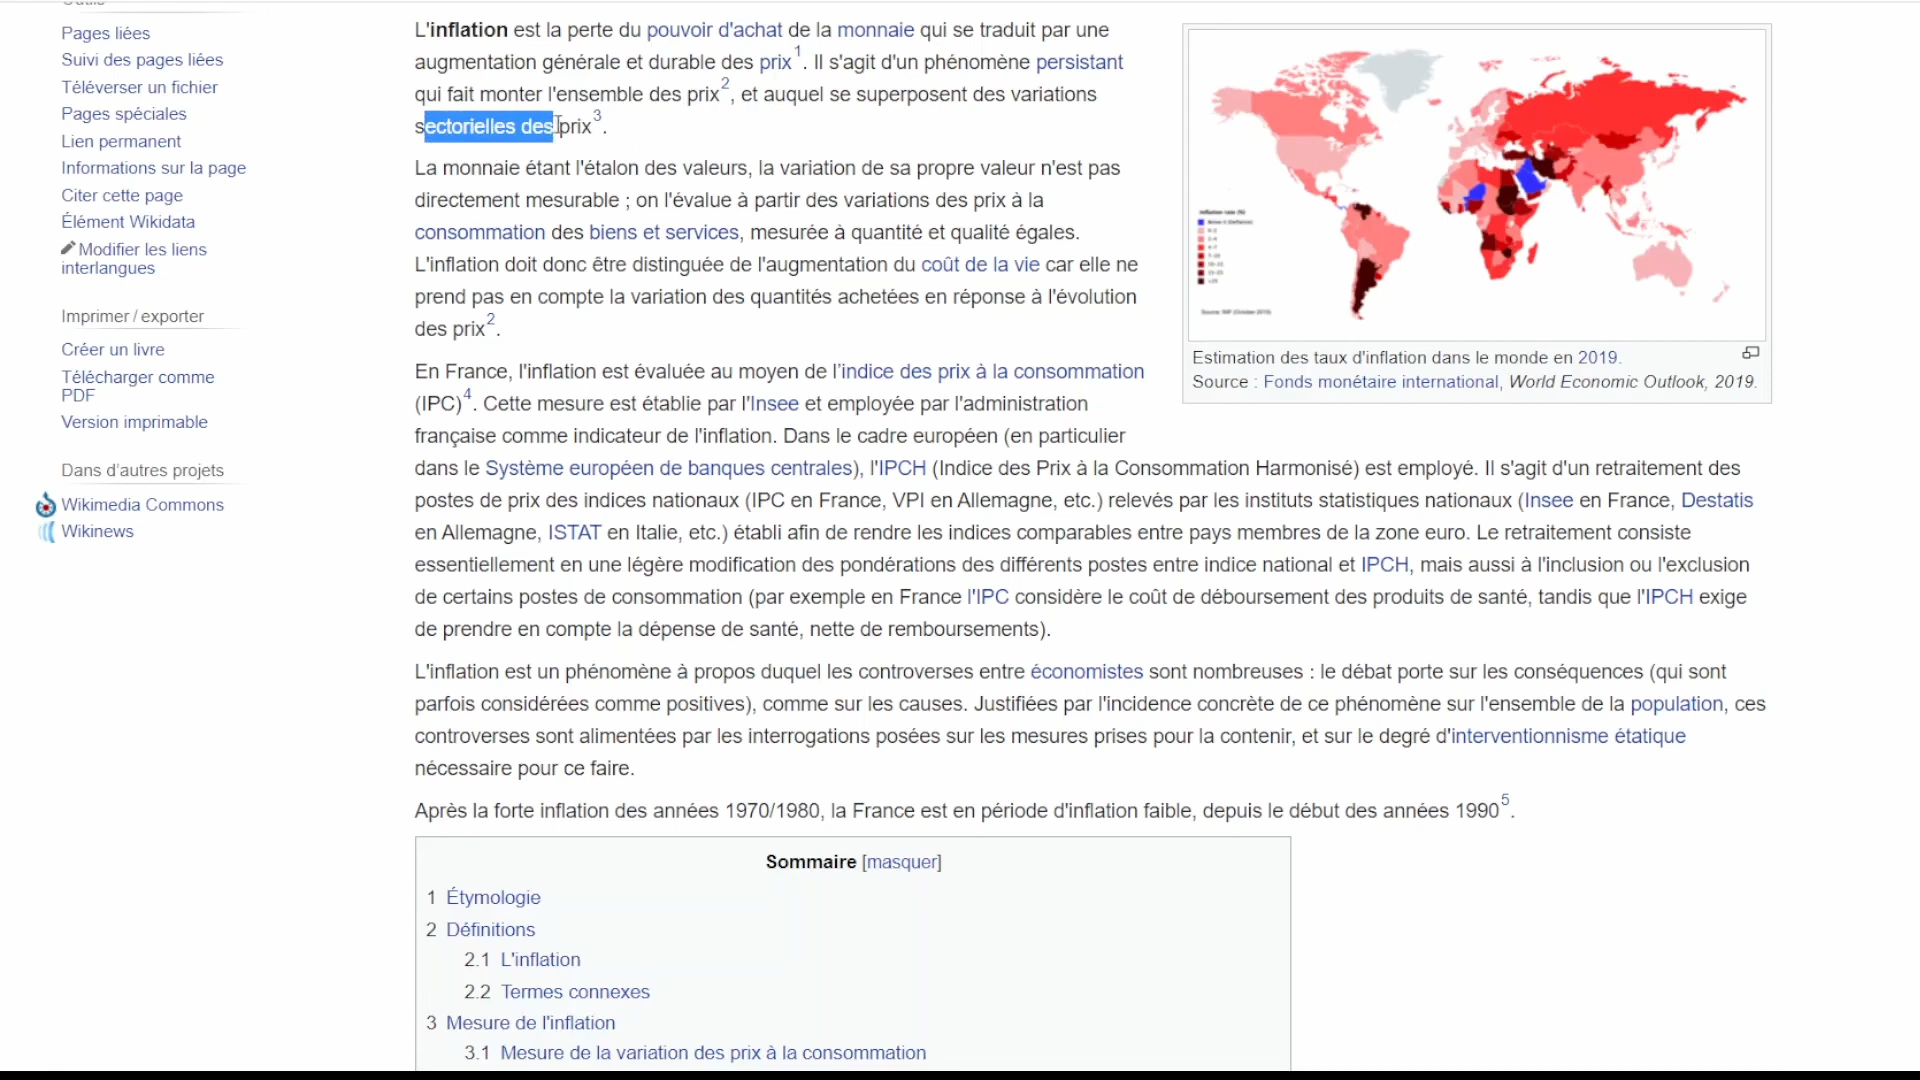 Pages liées
Suivi des pages liées
Téléverser un fichier
Pages spéciales
Lien permanent
Informations sur la page
Citer cette page
Élément Wikidata
Modifier les liens
interlangues
Imprimer / exporter
Créer un livre
Télécharger comme
PDF
Version imprimable
Dans d'autres projets
Wikimedia Commons
Wikinews
L'inflation est la perte du pouvoir d'achat de la monnaie qui se traduit par une
augmentation générale et durable des prix1. Il s'agit d'un phénomène persistant
qui fait monter l'ensemble des prix2, et auquel se superposent des variations
sectorielles des prix3.
La monnaie étant l'étalon des valeurs, la variation de sa propre valeur n'est pas
directement mesurable ; on l'évalue à partir des variations des prix à la
consommation des biens et services, mesurée à quantité et qualité égales.
L'inflation doit donc être distinguée de l'augmentation du coût de la vie car elle ne
prend pas en compte la variation des quantités achetées en réponse à l'évolution
des prix2.
En France, l'inflation est évaluée au moyen de l'indice des prix à la consommation
(IPC)4. Cette mesure est établie par l'Insee et employée par l'administration
française comme indicateur de l'inflation. Dans le cadre européen (en particulier
dans le Système européen de banques centrales), l'IPCH (Indice des Prix à la Consommation Harmonisé) est employé. Il s'agit d'un retraitement des
postes de prix des indices nationaux (IPC en France, VPI en Allemagne, etc.) relevés par les instituts statistiques nationaux (Insee en France, Destatis
en Allemagne, ISTAT en Italie, etc.) établi afin de rendre les indices comparables entre pays membres de la zone euro. Le retraitement consiste
essentiellement en une légère modification des pondérations des différents postes entre indice national et IPCH, mais aussi à l'inclusion ou l'exclusion
de certains postes de consommation (par exemple en France l'IPC considère le coût de déboursement des produits de santé, tandis que l'IPCH exige
de prendre en compte la dépense de santé, nette de remboursements).
L'inflation est un phénomène à propos duquel les controverses entre économistes sont nombreuses : le débat porte sur les conséquences (qui sont
parfois considérées comme positives), comme sur les causes. Justifiées par l'incidence concrète de ce phénomène sur l'ensemble de la population, ces
controverses sont alimentées par les interrogations posées sur les mesures prises pour la contenir, et sur le degré d'interventionnisme étatique
nécessaire pour ce faire.
Après la forte inflation des années 1970/1980, la France est en période d'inflation faible, depuis le début des années 19905.
Sommaire [masquer]
1 Étymologie
2 Définitions
2.1 L'inflation
2.2 Termes connexes
3 Mesure de l'inflation
3.1 Mesure de la variation des prix à la consommation
Inflation rate (%)
Estimation des taux d'inflation dans le monde en 2019.
Source : Fonds monétaire international, World Economic Outlook, 2019.